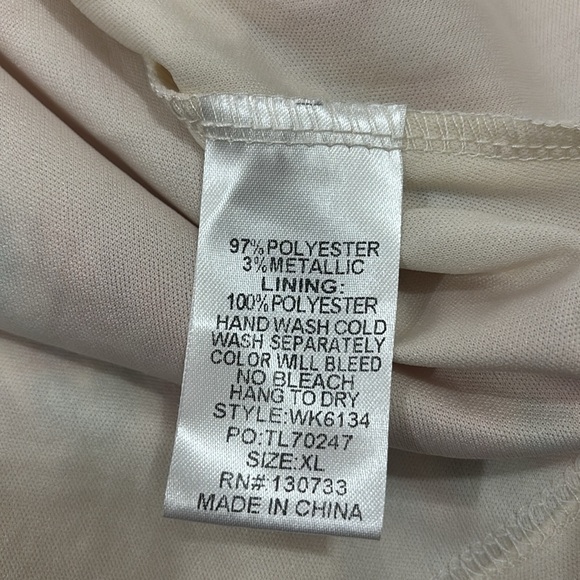 97% POLYESTER
3% METALLIC
LINING:
100% POLYESTER
HAND WASH COLD
WASH SEPARATELY
COLOR WILL BLEED
NO BLEACH
HANG TO DRY
STYLE:WK6134
PO:TL70247
SIZE:XL
RN#:130733
MADE IN CHINA